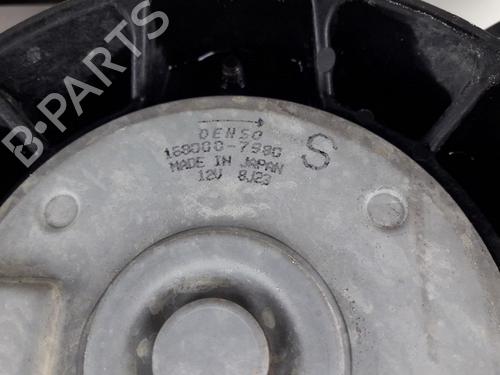 DENSO
168000-7990
MADE IN JAPAN
12V 8J23
S
B-PARTS